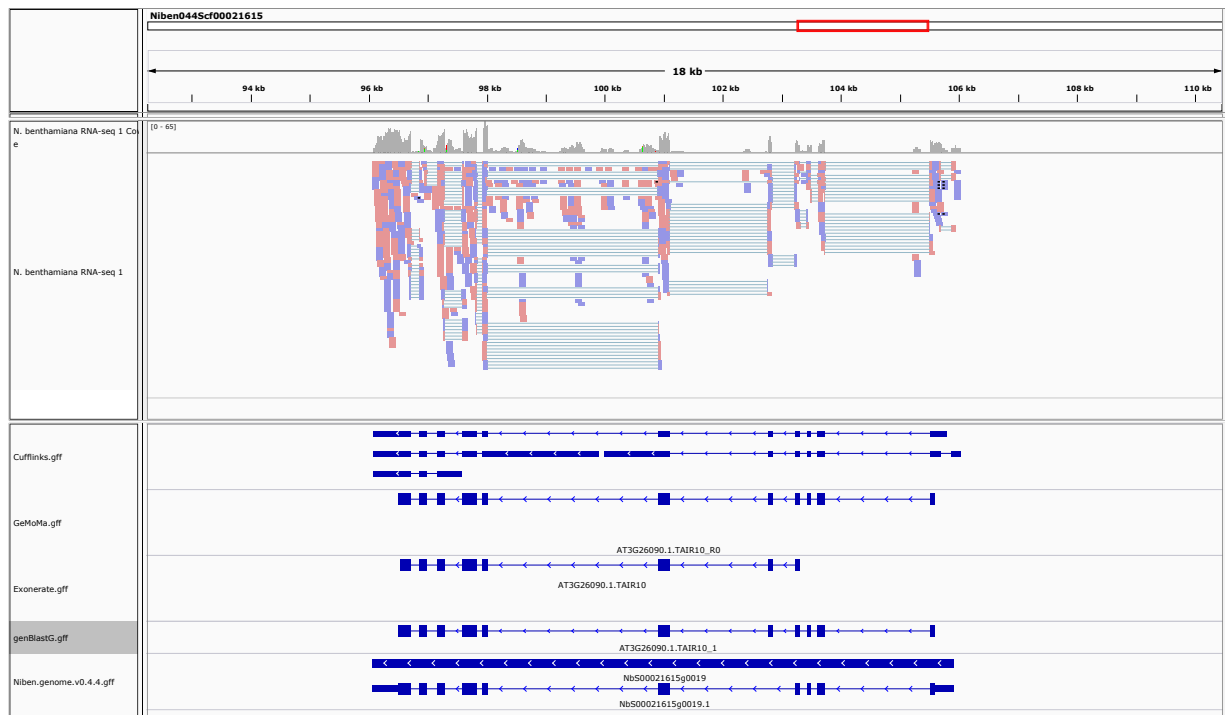 Niben044Scf00021615
18 kb
94 kb 96 kb 98 kb 100 kb 102 kb 104 kb 106 kb 108 kb 110 kb
N. benthamiana RNA-seq 1 Co
e
[0 - 65]
N. benthamiana RNA-seq 1
Cufflinks.gff
GeMoMa.gff
AT3G26090.1.TAIR10_R0
Exonerate.gff
AT3G26090.1.TAIR10
genBlastG.gff
AT3G26090.1.TAIR10_1
Niben.genome.v0.4.4.gff
NbS00021615g0019
NbS00021615g0019.1